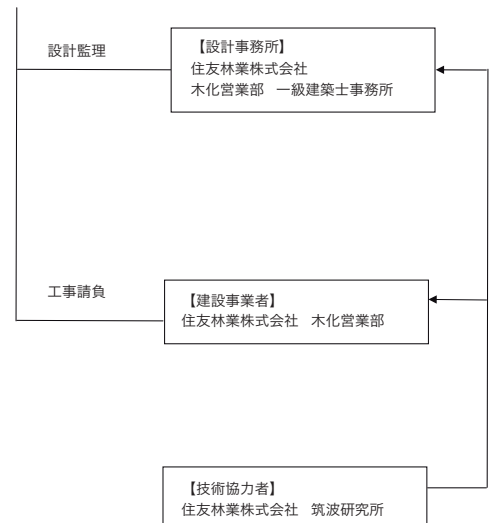 設計監理
【設計事務所】
住友林業株式会社
木化営業部　一級建築士事務所
工事請負
【建設事業者】
住友林業株式会社　木化営業部
【技術協力者】
住友林業株式会社　筑波研究所